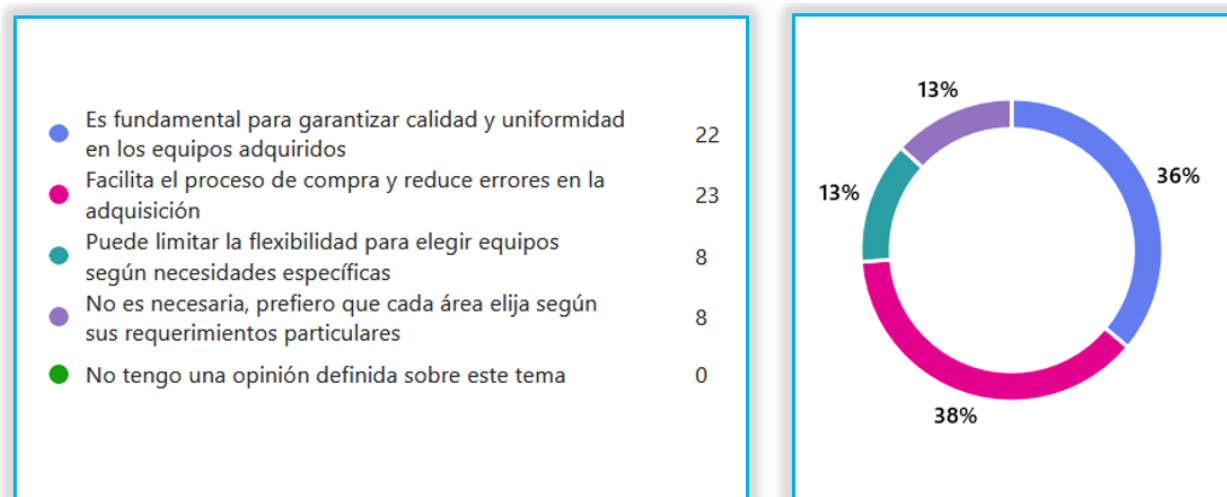 Es fundamental para garantizar calidad y uniformidad
en los equipos adquiridos
22
Facilita el proceso de compra y reduce errores en la
adquisición
23
Puede limitar la flexibilidad para elegir equipos
según necesidades específicas
8
No es necesaria, prefiero que cada área elija según
sus requerimientos particulares
8
No tengo una opinión definida sobre este tema
0
13%
36%
13%
38%